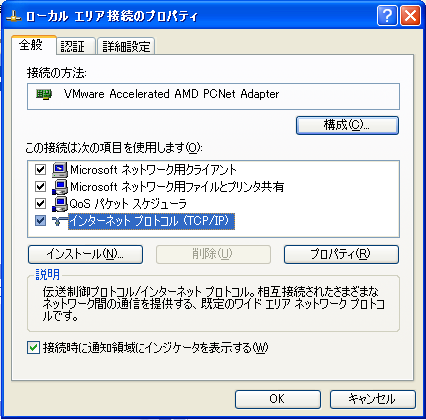 ローカル エリア接続のプロパティ
全般
認証
詳細設定
接続の方法:
VMware Accelerated AMD PCNet Adapter
構成(C)...
この接続は次の項目を使用します(O):
Microsoft ネットワーク用クライアント
Microsoft ネットワーク用ファイルとプリンタ共有
QoS パケット スケジューラ
インターネット プロトコル (TCP/IP)
インストール(N)...
削除(U)
プロパティ(R)
説明
伝送制御プロトコル/インターネット プロトコル。相互接続されたさまざまな
ネットワーク間の通信を提供する、既定のワイド エリア ネットワーク プロトコ
ルです。
接続時に通知領域にインジケータを表示する(W)
OK
キャンセル